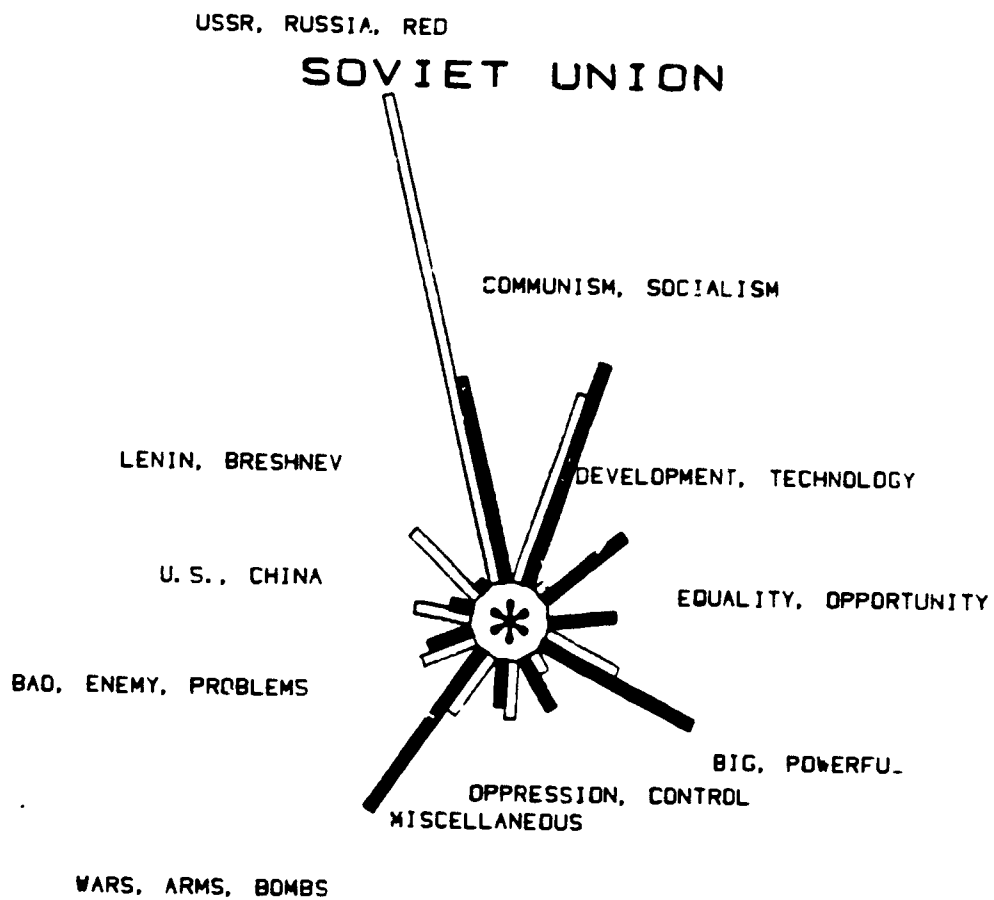 USSR, RUSSIA, RED
SOVIET UNION
COMMUNISM, SOCIALISM
LENIN, BRESHNEV
DEVELOPMENT, TECHNOLOGY
U.S., CHINA
EQUALITY, OPPORTUNITY
BAD, ENEMY, PROBLEMS
BIG, POWERFUL
OPPRESSION, CONTROL
MISCELLANEOUS
WARS, ARMS, BOMBS